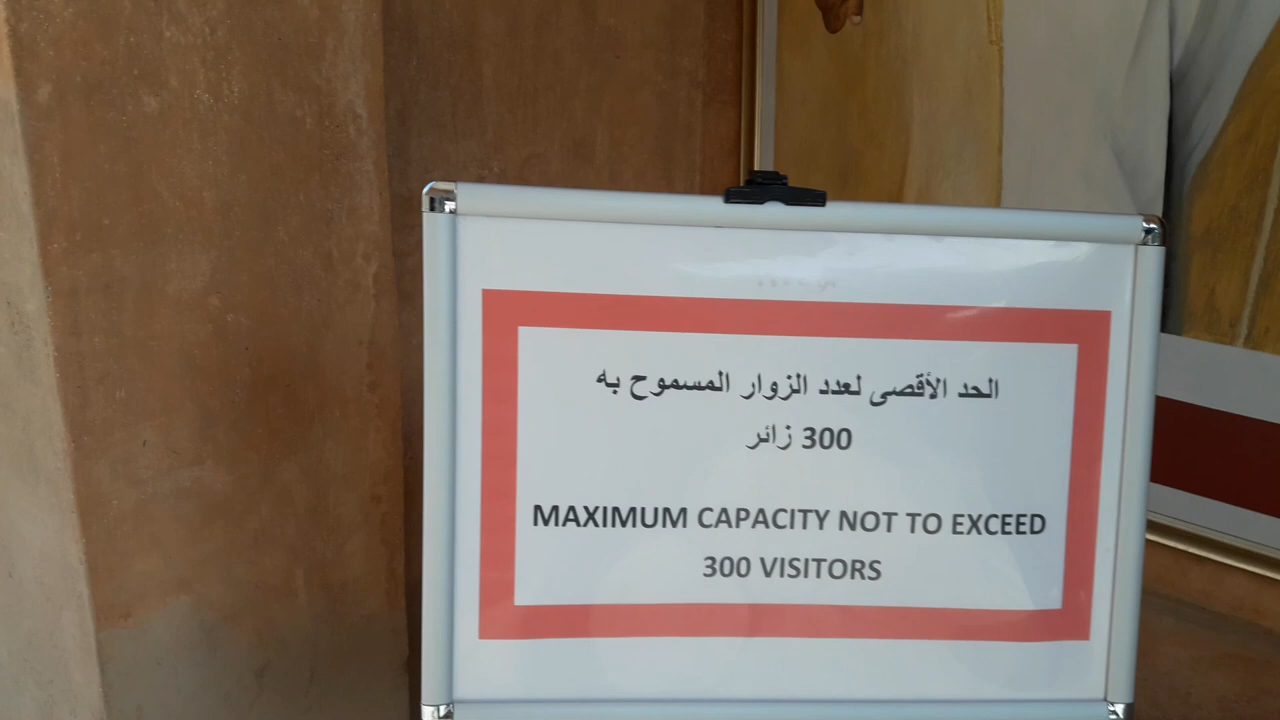 الحد الأقصى لعدد الزوار المسموح به
300 زائر
MAXIMUM CAPACITY NOT TO EXCEED
300 VISITORS